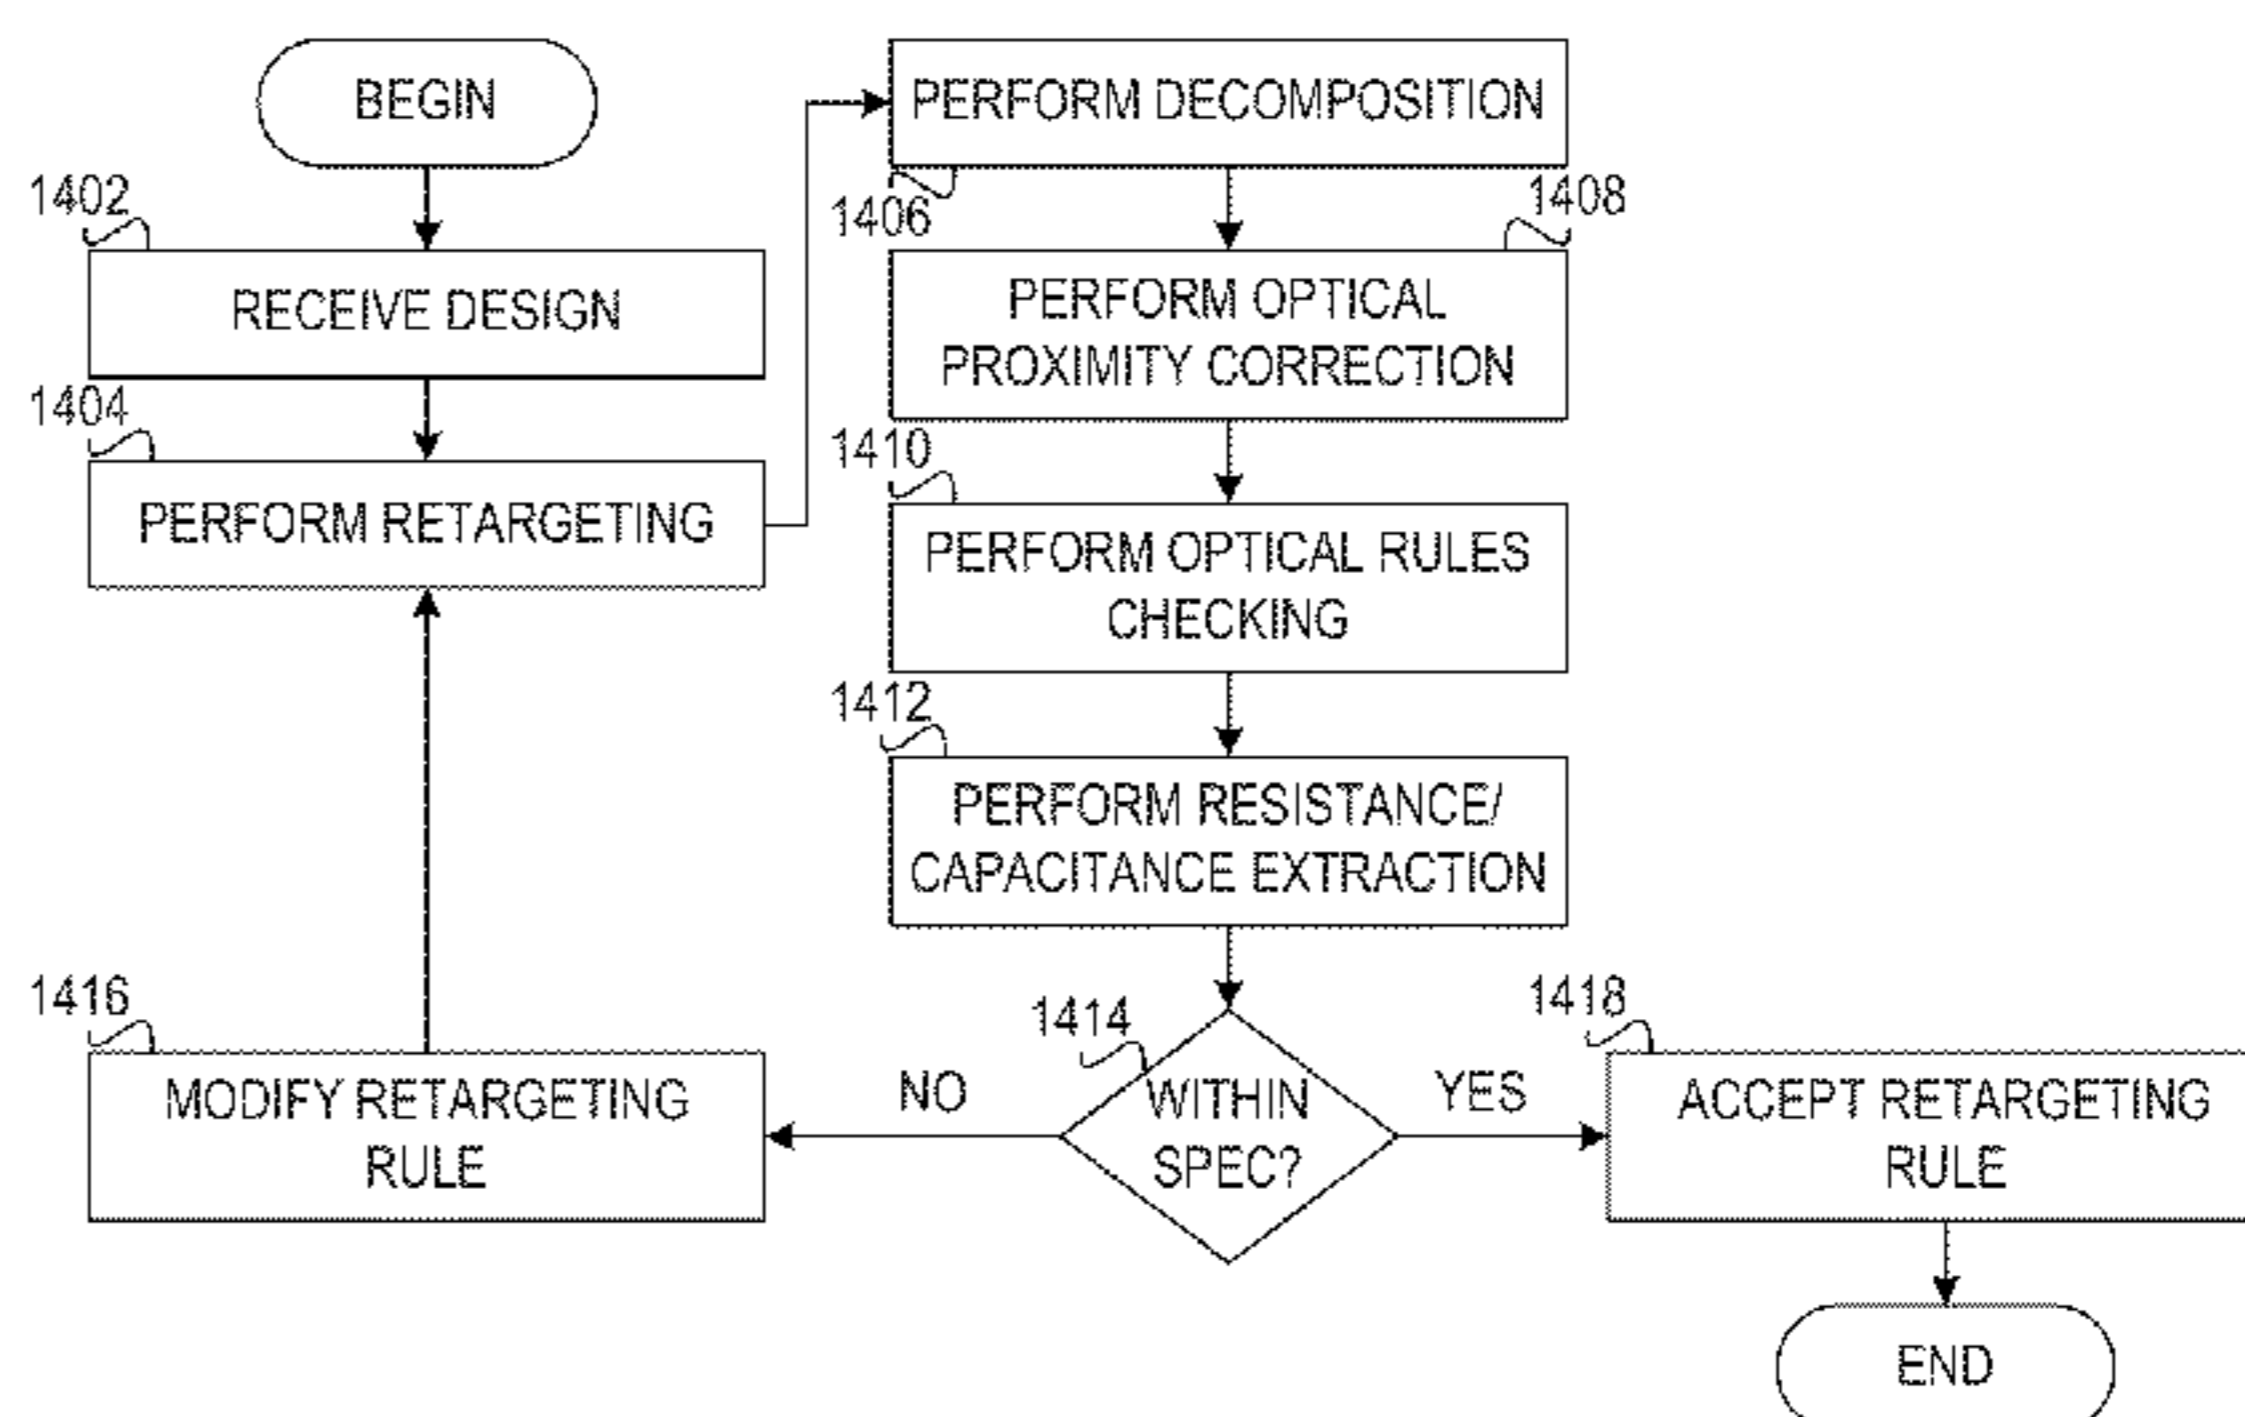 BEGIN
1402
RECEIVE DESIGN
1404
PERFORM RETARGETING
PERFORM DECOMPOSITION
1406
1408
PERFORM OPTICAL
PROXIMITY CORRECTION
1410
PERFORM OPTICAL RULES
CHECKING
1412
PERFORM RESISTANCE/
CAPACITANCE EXTRACTION
1414
WITHIN
SPEC?
NO
YES
1416
MODIFY RETARGETING
RULE
1418
ACCEPT RETARGETING
RULE
END